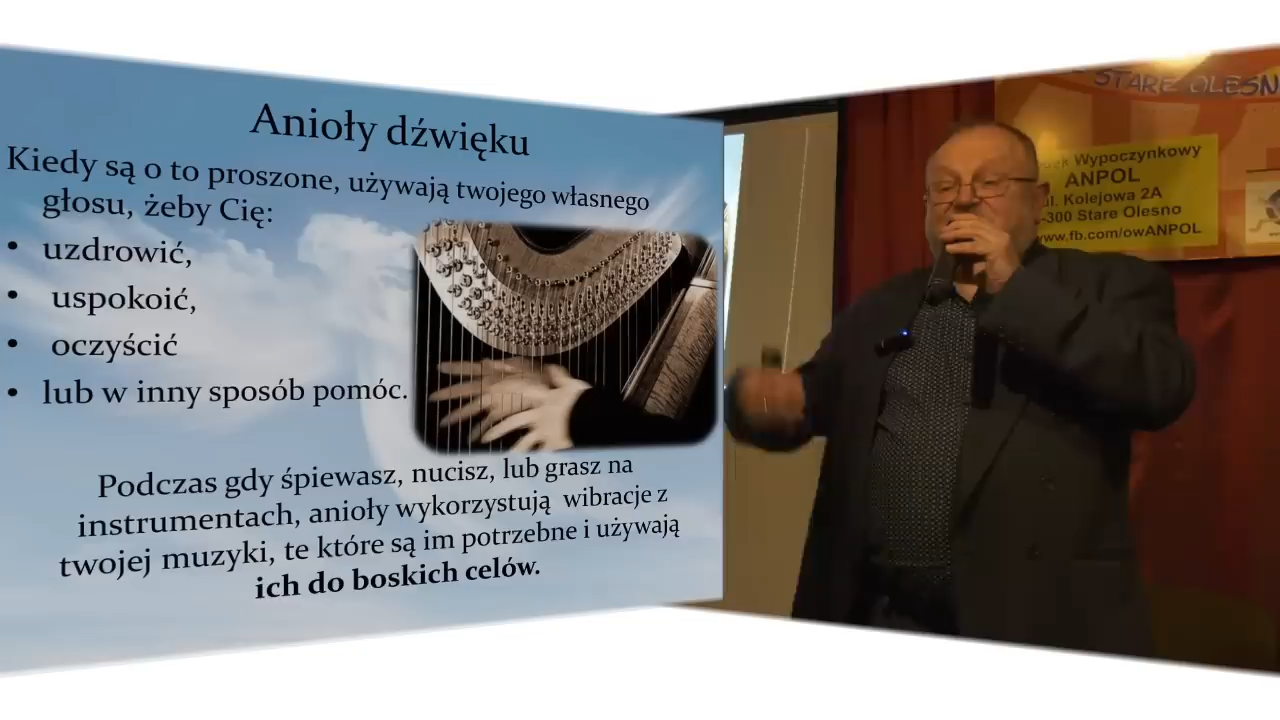 Anioły dźwięku
Kiedy są o to proszone, używają twojego własnego
głosu, żeby Cię:
• uzdrowić,
• uspokoić,
• oczyścić
• lub w inny sposób pomóc.
Podczas gdy śpiewasz, nucisz, lub grasz na
instrumentach, anioły wykorzystują wibracje z
twojej muzyki, te które są im potrzebne i używają
ich do boskich celów.
STARE OLESN
Wypoczynkowy
ANPOL
ul. Kolejowa 2A
-300 Stare Olesno
www.fb.com/owANPOL